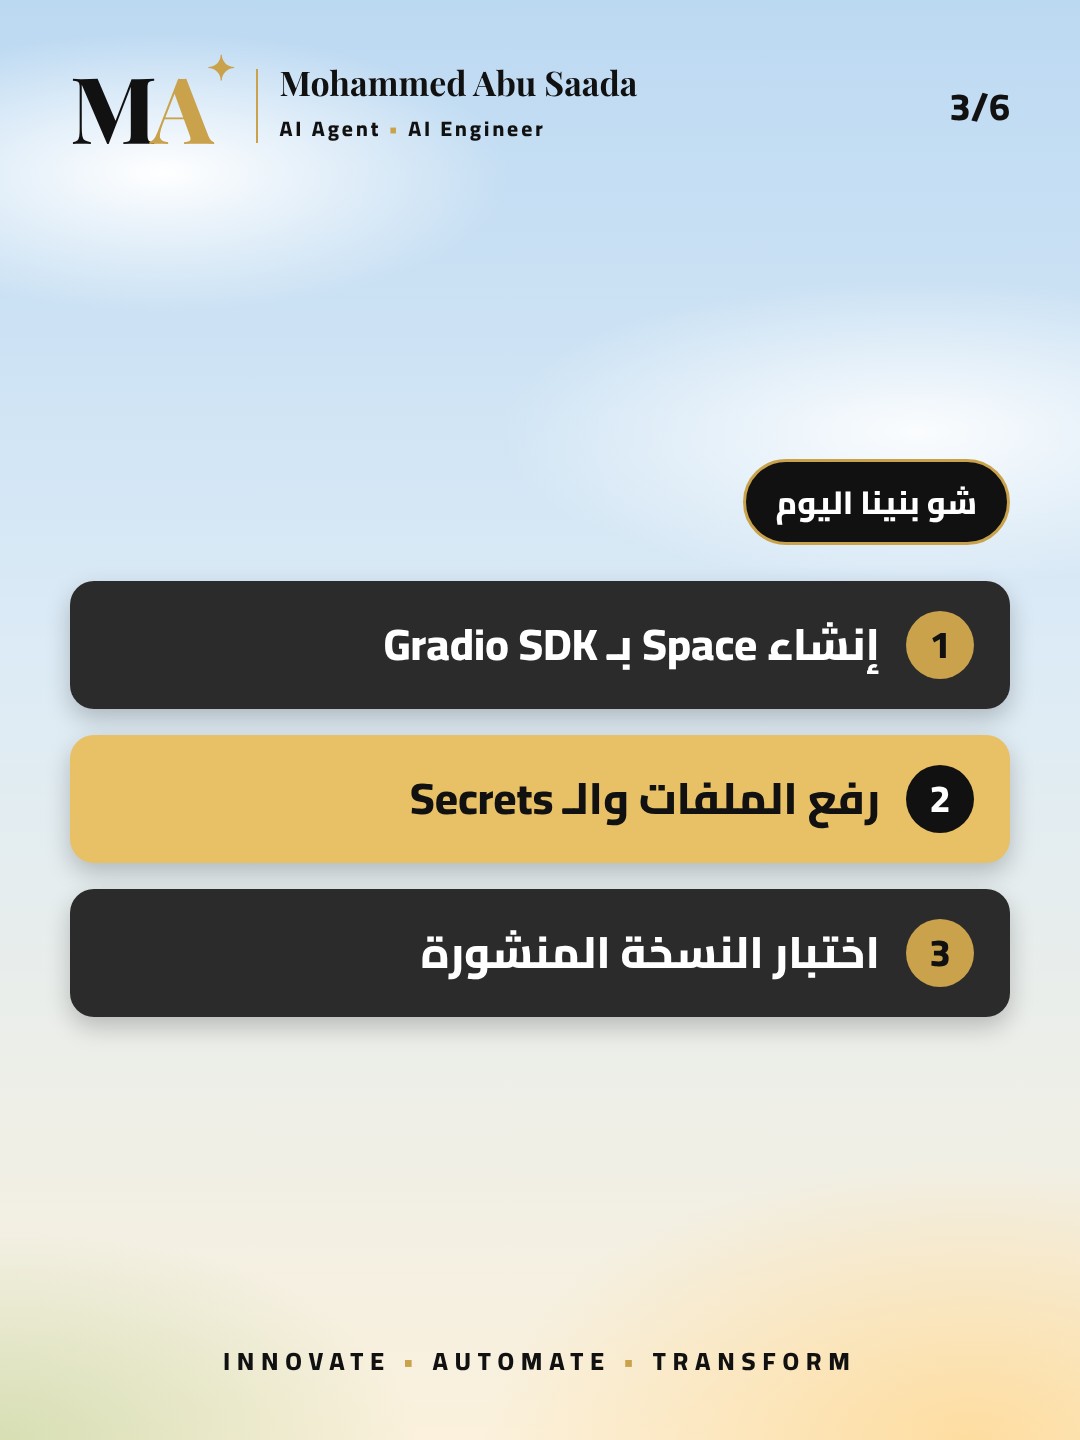 MA
Mohammed Abu Saada
AI Agent ▪ AI Engineer
3/6
شو بنينا اليوم
1 إنشاء Space بـ Gradio SDK
2 رفع الملفات والـ Secrets
3 اختبار النسخة المنشورة
INNOVATE ▪ AUTOMATE ▪ TRANSFORM